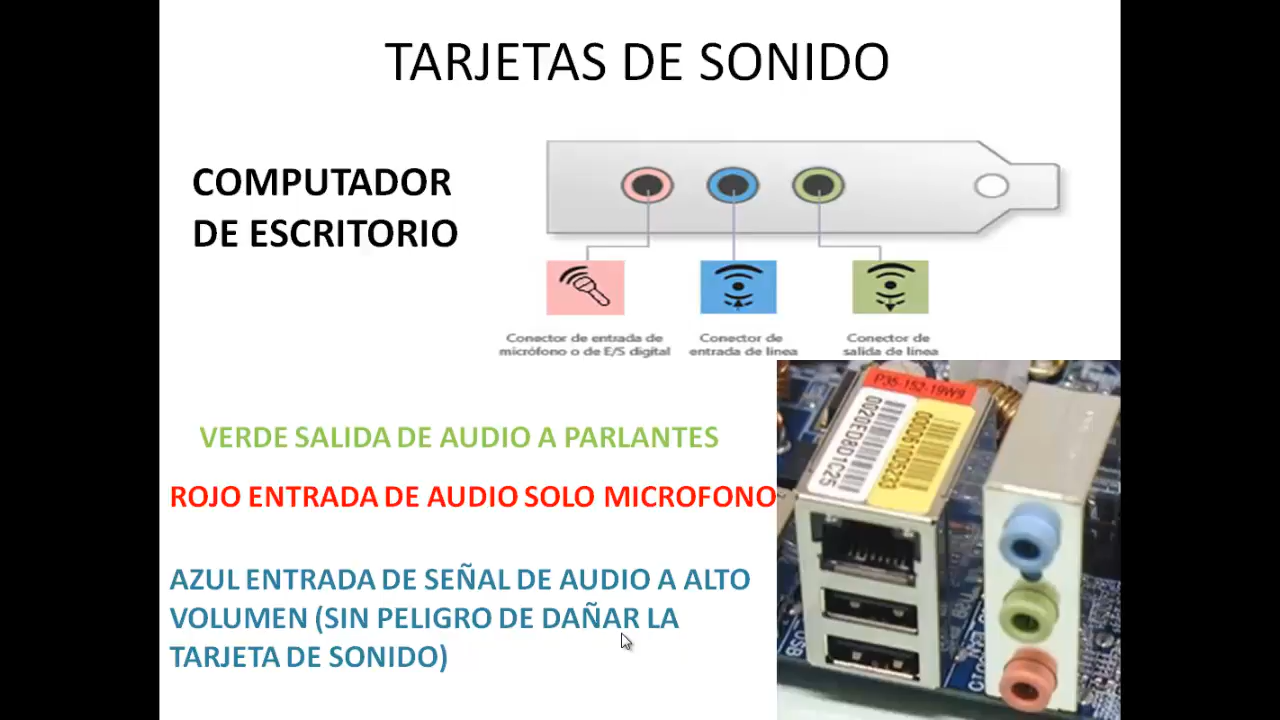 TARJETAS DE SONIDO
COMPUTADOR
DE ESCRITORIO
Conector de entrada de
micrófono o de E/S digital
Conector de
entrada de línea
Conector de
salida de línea
VERDE SALIDA DE AUDIO A PARLANTES
ROJO ENTRADA DE AUDIO SOLO MICROFONO
AZUL ENTRADA DE SEÑAL DE AUDIO A ALTO
VOLUMEN (SIN PELIGRO DE DAÑAR LA
TARJETA DE SONIDO)
P35-152-19W9
0020ED8D1C25
USB